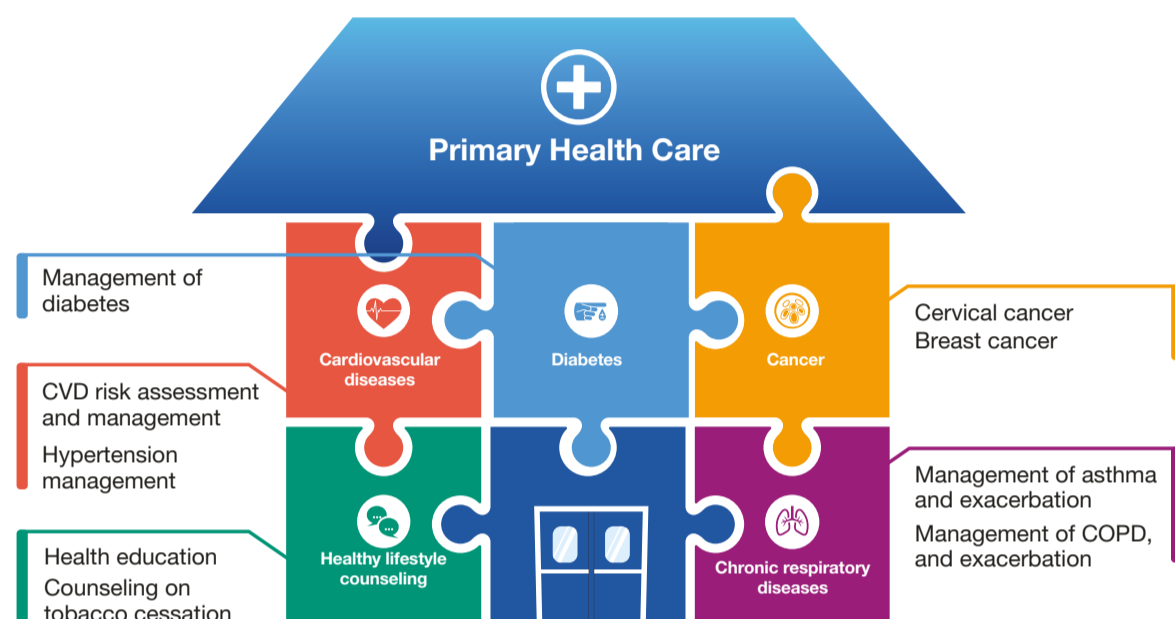 Primary Health Care
Management of
diabetes
Cardiovascular
diseases
Diabetes
Cancer
Cervical cancer
Breast cancer
CVD risk assessment
and management
Hypertension
management
Management of asthma
and exacerbation
Management of COPD,
and exacerbation
Health education
Counseling on
tobacco cessation
Healthy lifestyle
counseling
Chronic respiratory
diseases